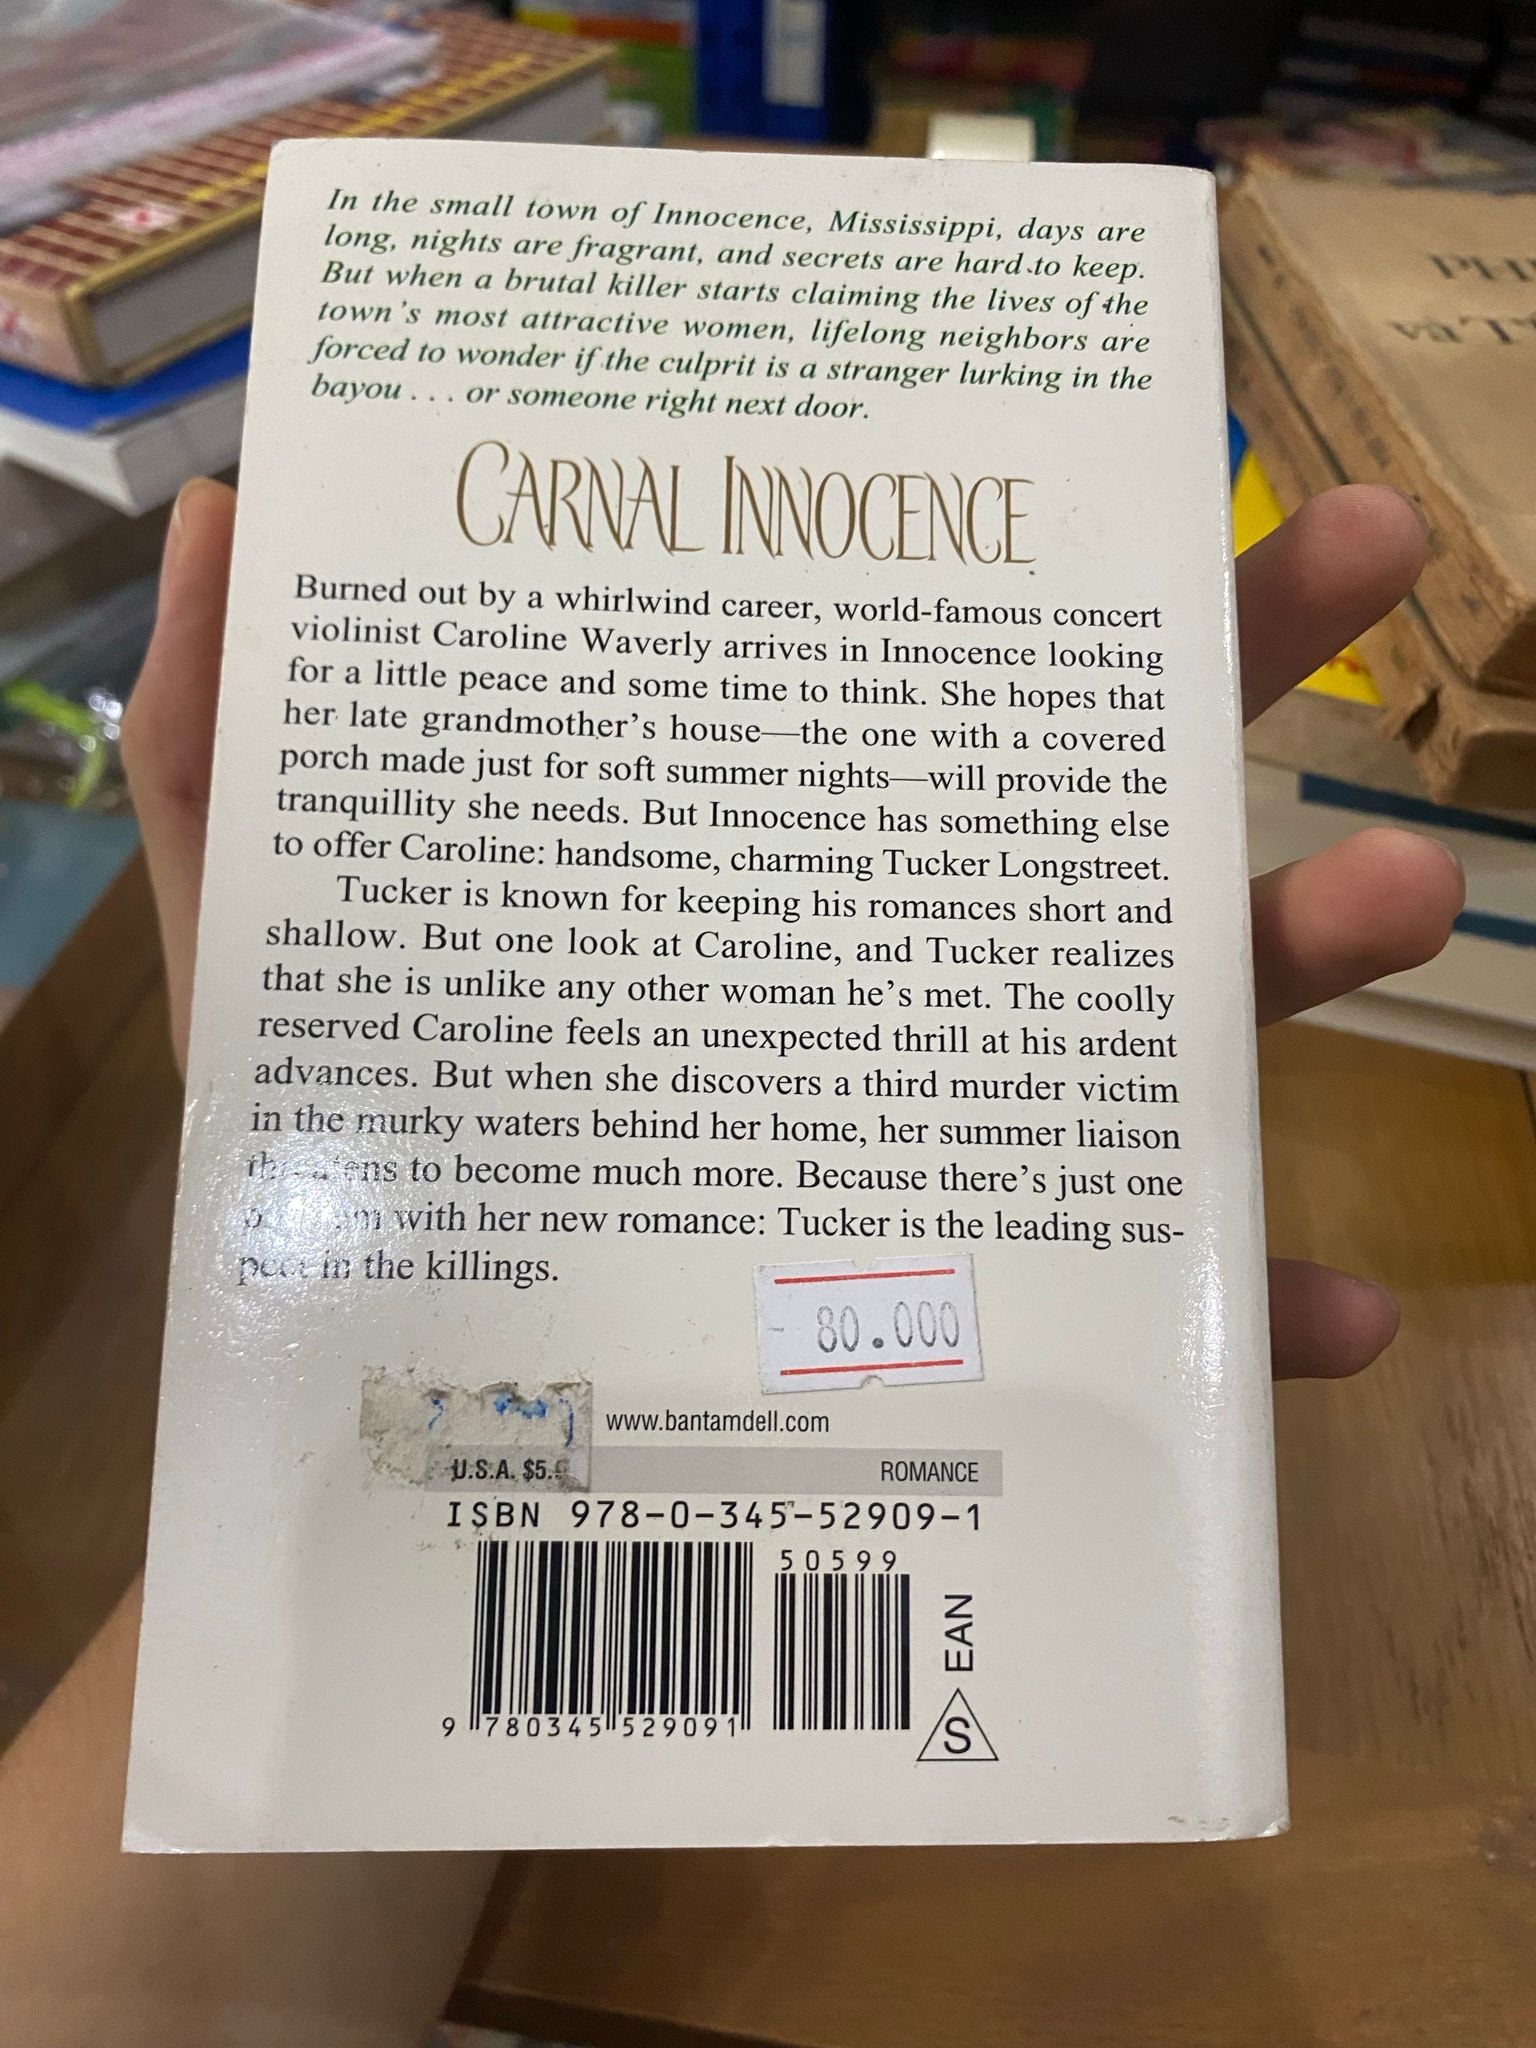 In the small town of Innocence, Mississippi, days are
long, nights are fragrant, and secrets are hard to keep.
But when a brutal killer starts claiming the lives of the
town's most attractive women, lifelong neighbors are
forced to wonder if the culprit is a stranger lurking in the
bayou . . . or someone right next door.
CARNAL INNOCENCE
Burned out by a whirlwind career, world-famous concert
violinist Caroline Waverly arrives in Innocence looking
for a little peace and some time to think. She hopes that
her late grandmother's house—the one with a covered
porch made just for soft summer nights—will provide the
tranquillity she needs. But Innocence has something else
to offer Caroline: handsome, charming Tucker Longstreet.
Tucker is known for keeping his romances short and
shallow. But one look at Caroline, and Tucker realizes
that she is unlike any other woman he's met. The coolly
reserved Caroline feels an unexpected thrill at his ardent
advances. But when she discovers a third murder victim
in the murky waters behind her home, her summer liaison
threatens to become much more. Because there's just one
with her new romance: Tucker is the leading sus-
pect in the killings.
- 80.000
www.bantamdell.com
U.S.A. $5.
ROMANCE
ISBN 978-0-345-52909-1
50599
9 780345 529091
EAN
S